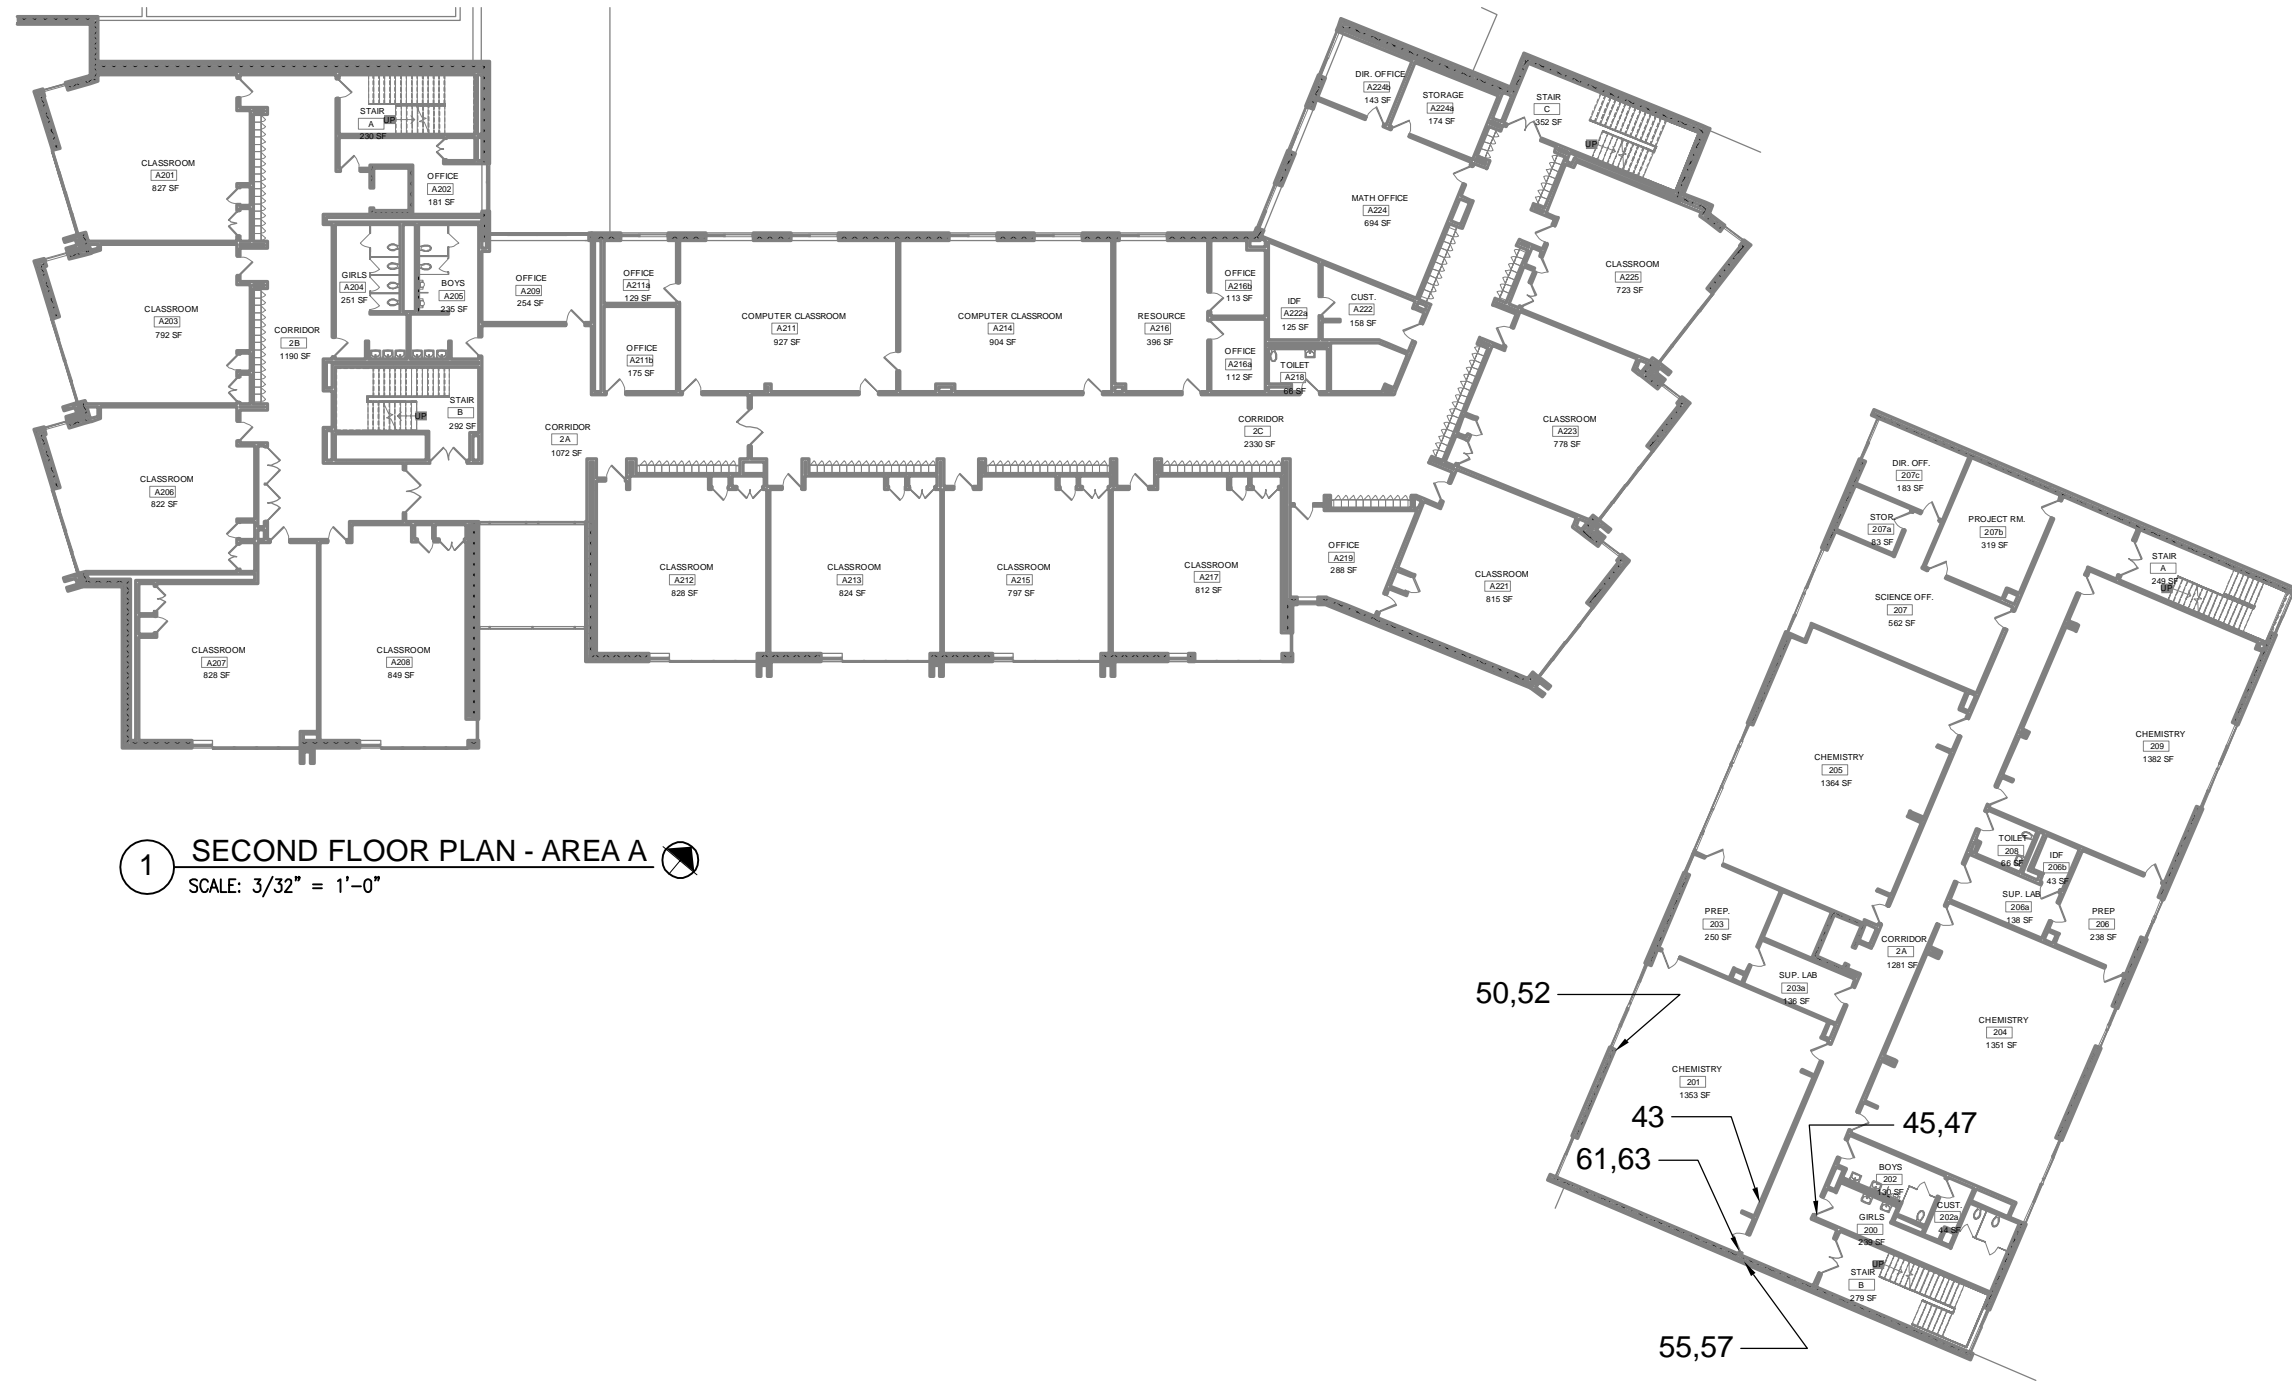 STAIR
A
UP
230 SF
CLASSROOM
A201
827 SF
OFFICE
A202
181 SF
GIRLS
A204
251 SF
BOYS
A205
235 SF
CLASSROOM
A203
792 SF
CORRIDOR
2B
1190 SF
STAIR
B
UP
292 SF
CLASSROOM
A206
822 SF
CLASSROOM
A207
828 SF
CLASSROOM
A208
849 SF
OFFICE
A209
254 SF
OFFICE
A211a
129 SF
OFFICE
A211b
175 SF
COMPUTER CLASSROOM
A211
927 SF
COMPUTER CLASSROOM
A214
904 SF
RESOURCE
A216
396 SF
OFFICE
A216b
113 SF
OFFICE
A216a
112 SF
IDF
A222a
125 SF
CUST.
A222
158 SF
TOILET
A218
66 SF
CORRIDOR
2A
1072 SF
CORRIDOR
2C
2330 SF
CLASSROOM
A212
828 SF
CLASSROOM
A213
824 SF
CLASSROOM
A215
797 SF
CLASSROOM
A217
812 SF
OFFICE
A219
288 SF
CLASSROOM
A221
815 SF
CLASSROOM
A223
778 SF
CLASSROOM
A225
723 SF
DIR. OFFICE
A224b
143 SF
STORAGE
A224a
174 SF
MATH OFFICE
A224
694 SF
STAIR
C
352 SF
UP
DIR. OFF.
207c
183 SF
STOR.
207a
83 SF
PROJECT RM.
207b
319 SF
STAIR
A
249 SF
UP
SCIENCE OFF.
207
562 SF
CHEMISTRY
205
1364 SF
CHEMISTRY
209
1382 SF
TOILET
208
66 SF
IDF
206b
43 SF
SUP. LAB
206a
138 SF
PREP
206
238 SF
PREP.
203
250 SF
CORRIDOR
2A
1281 SF
SUP. LAB
203a
136 SF
CHEMISTRY
204
1351 SF
CHEMISTRY
201
1353 SF
BOYS
202
130 SF
CUST.
202a
44 SF
GIRLS
200
239 SF
STAIR
B
279 SF
UP
50,52
43
45,47
61,63
55,57
1
SECOND FLOOR PLAN - AREA A
SCALE: 3/32" = 1'-0"